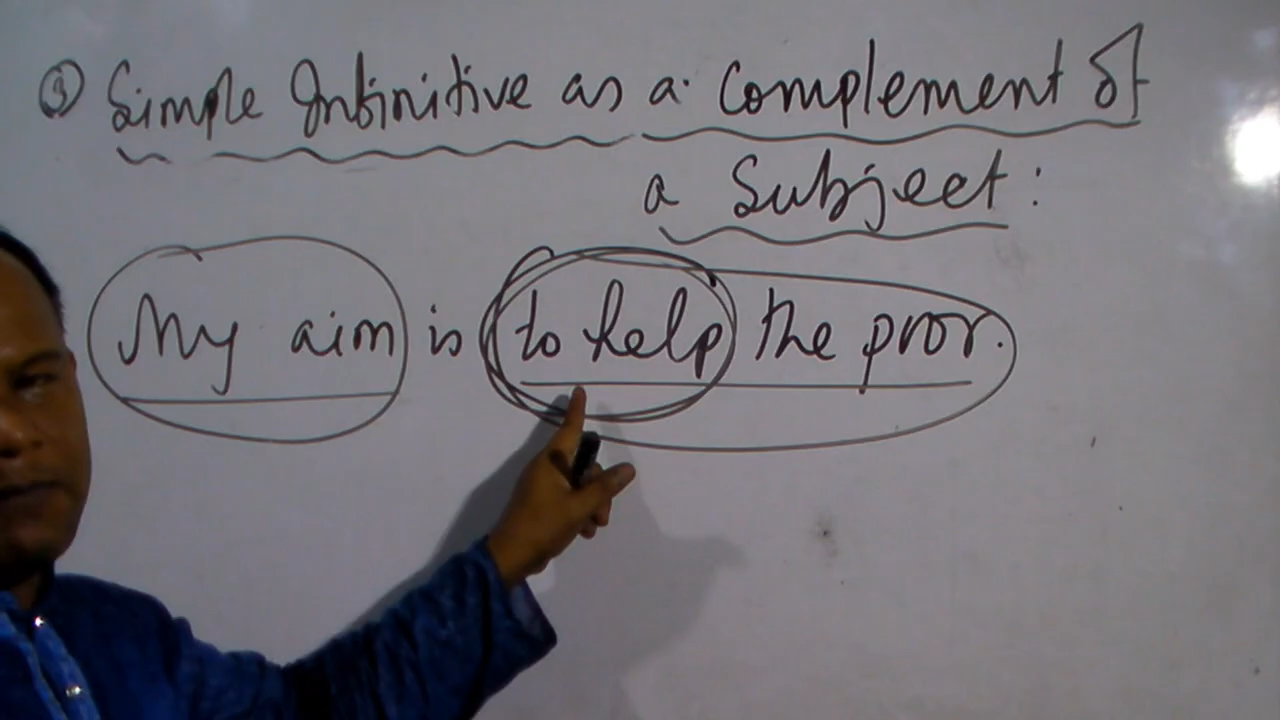 ③ Simple Infinitive as a Complement of
a Subject:
My aim is to help the poor.